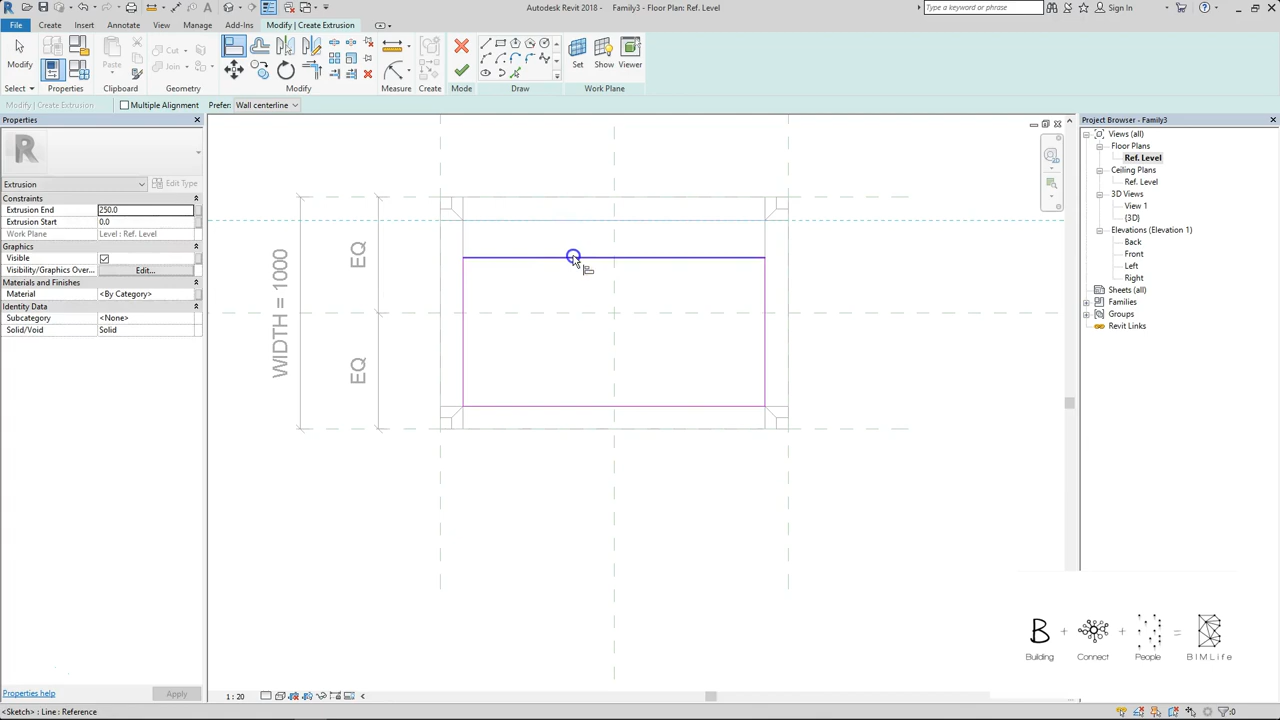 Autodesk Revit 2018 - Family3 - Floor Plan: Ref. Level
Type a keyword or phrase
Sign In
File Create Insert Annotate View Manage Add-Ins Modify | Create Extrusion
Modify
Paste
Cut
Join
Create
Set Show Viewer
Select Properties Clipboard Geometry Modify Measure Create Mode Draw Work Plane
Modify | Create Extrusion
Multiple Alignment
Prefer: Wall centerline
Properties
Extrusion
Edit Type
Constraints
Extrusion End 250.0
Extrusion Start 0.0
Work Plane Level : Ref. Level
Graphics
Visible
Visibility/Graphics Over... Edit...
Materials and Finishes
Material <By Category>
Identity Data
Subcategory <None>
Solid/Void Solid
Properties help
Apply
WIDTH = 1000
EQ
EQ
Project Browser - Family3
Views (all)
Floor Plans
Ref. Level
Ceiling Plans
Ref. Level
3D Views
View 1
{3D}
Elevations (Elevation 1)
Back
Front
Left
Right
Sheets (all)
Families
Groups
Revit Links
B + + =
Building Connect People BIMLife
1 : 20
<Sketch> : Line : Reference
:0